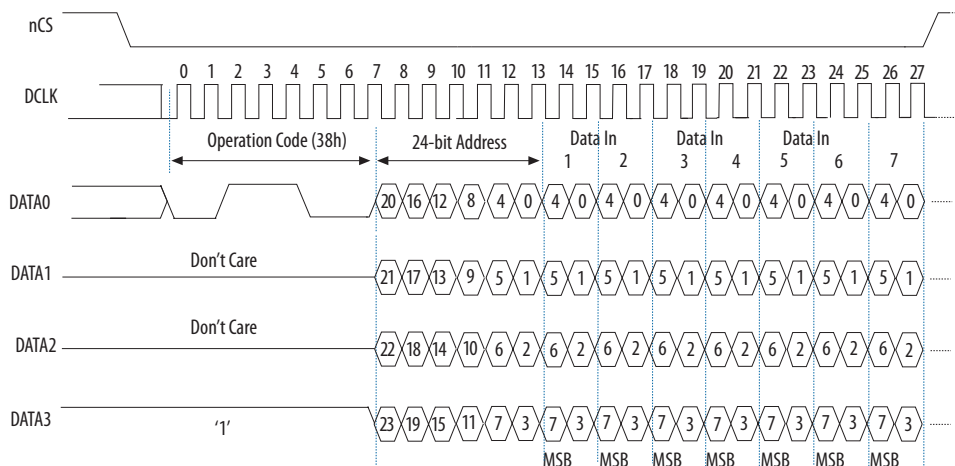 nCS
0 1 2 3 4 5 6 7 8 9 10 11 12 13 14 15 16 17 18 19 20 21 22 23 24 25 26 27
DCLK
Operation Code (38h) 24-bit Address Data In Data In Data In
1 2 3 4 5 6 7
DATA0 20 16 12 8 4 0 4 0 4 0 4 0 4 0 4 0 4 0 4 0
Don't Care
DATA1 21 17 13 9 5 1 5 1 5 1 5 1 5 1 5 1 5 1 5 1
Don't Care
DATA2 22 18 14 10 6 2 6 2 6 2 6 2 6 2 6 2 6 2 6 2
DATA3 '1' 23 19 15 11 7 3 7 3 7 3 7 3 7 3 7 3 7 3 7 3
MSB MSB MSB MSB MSB MSB MSB